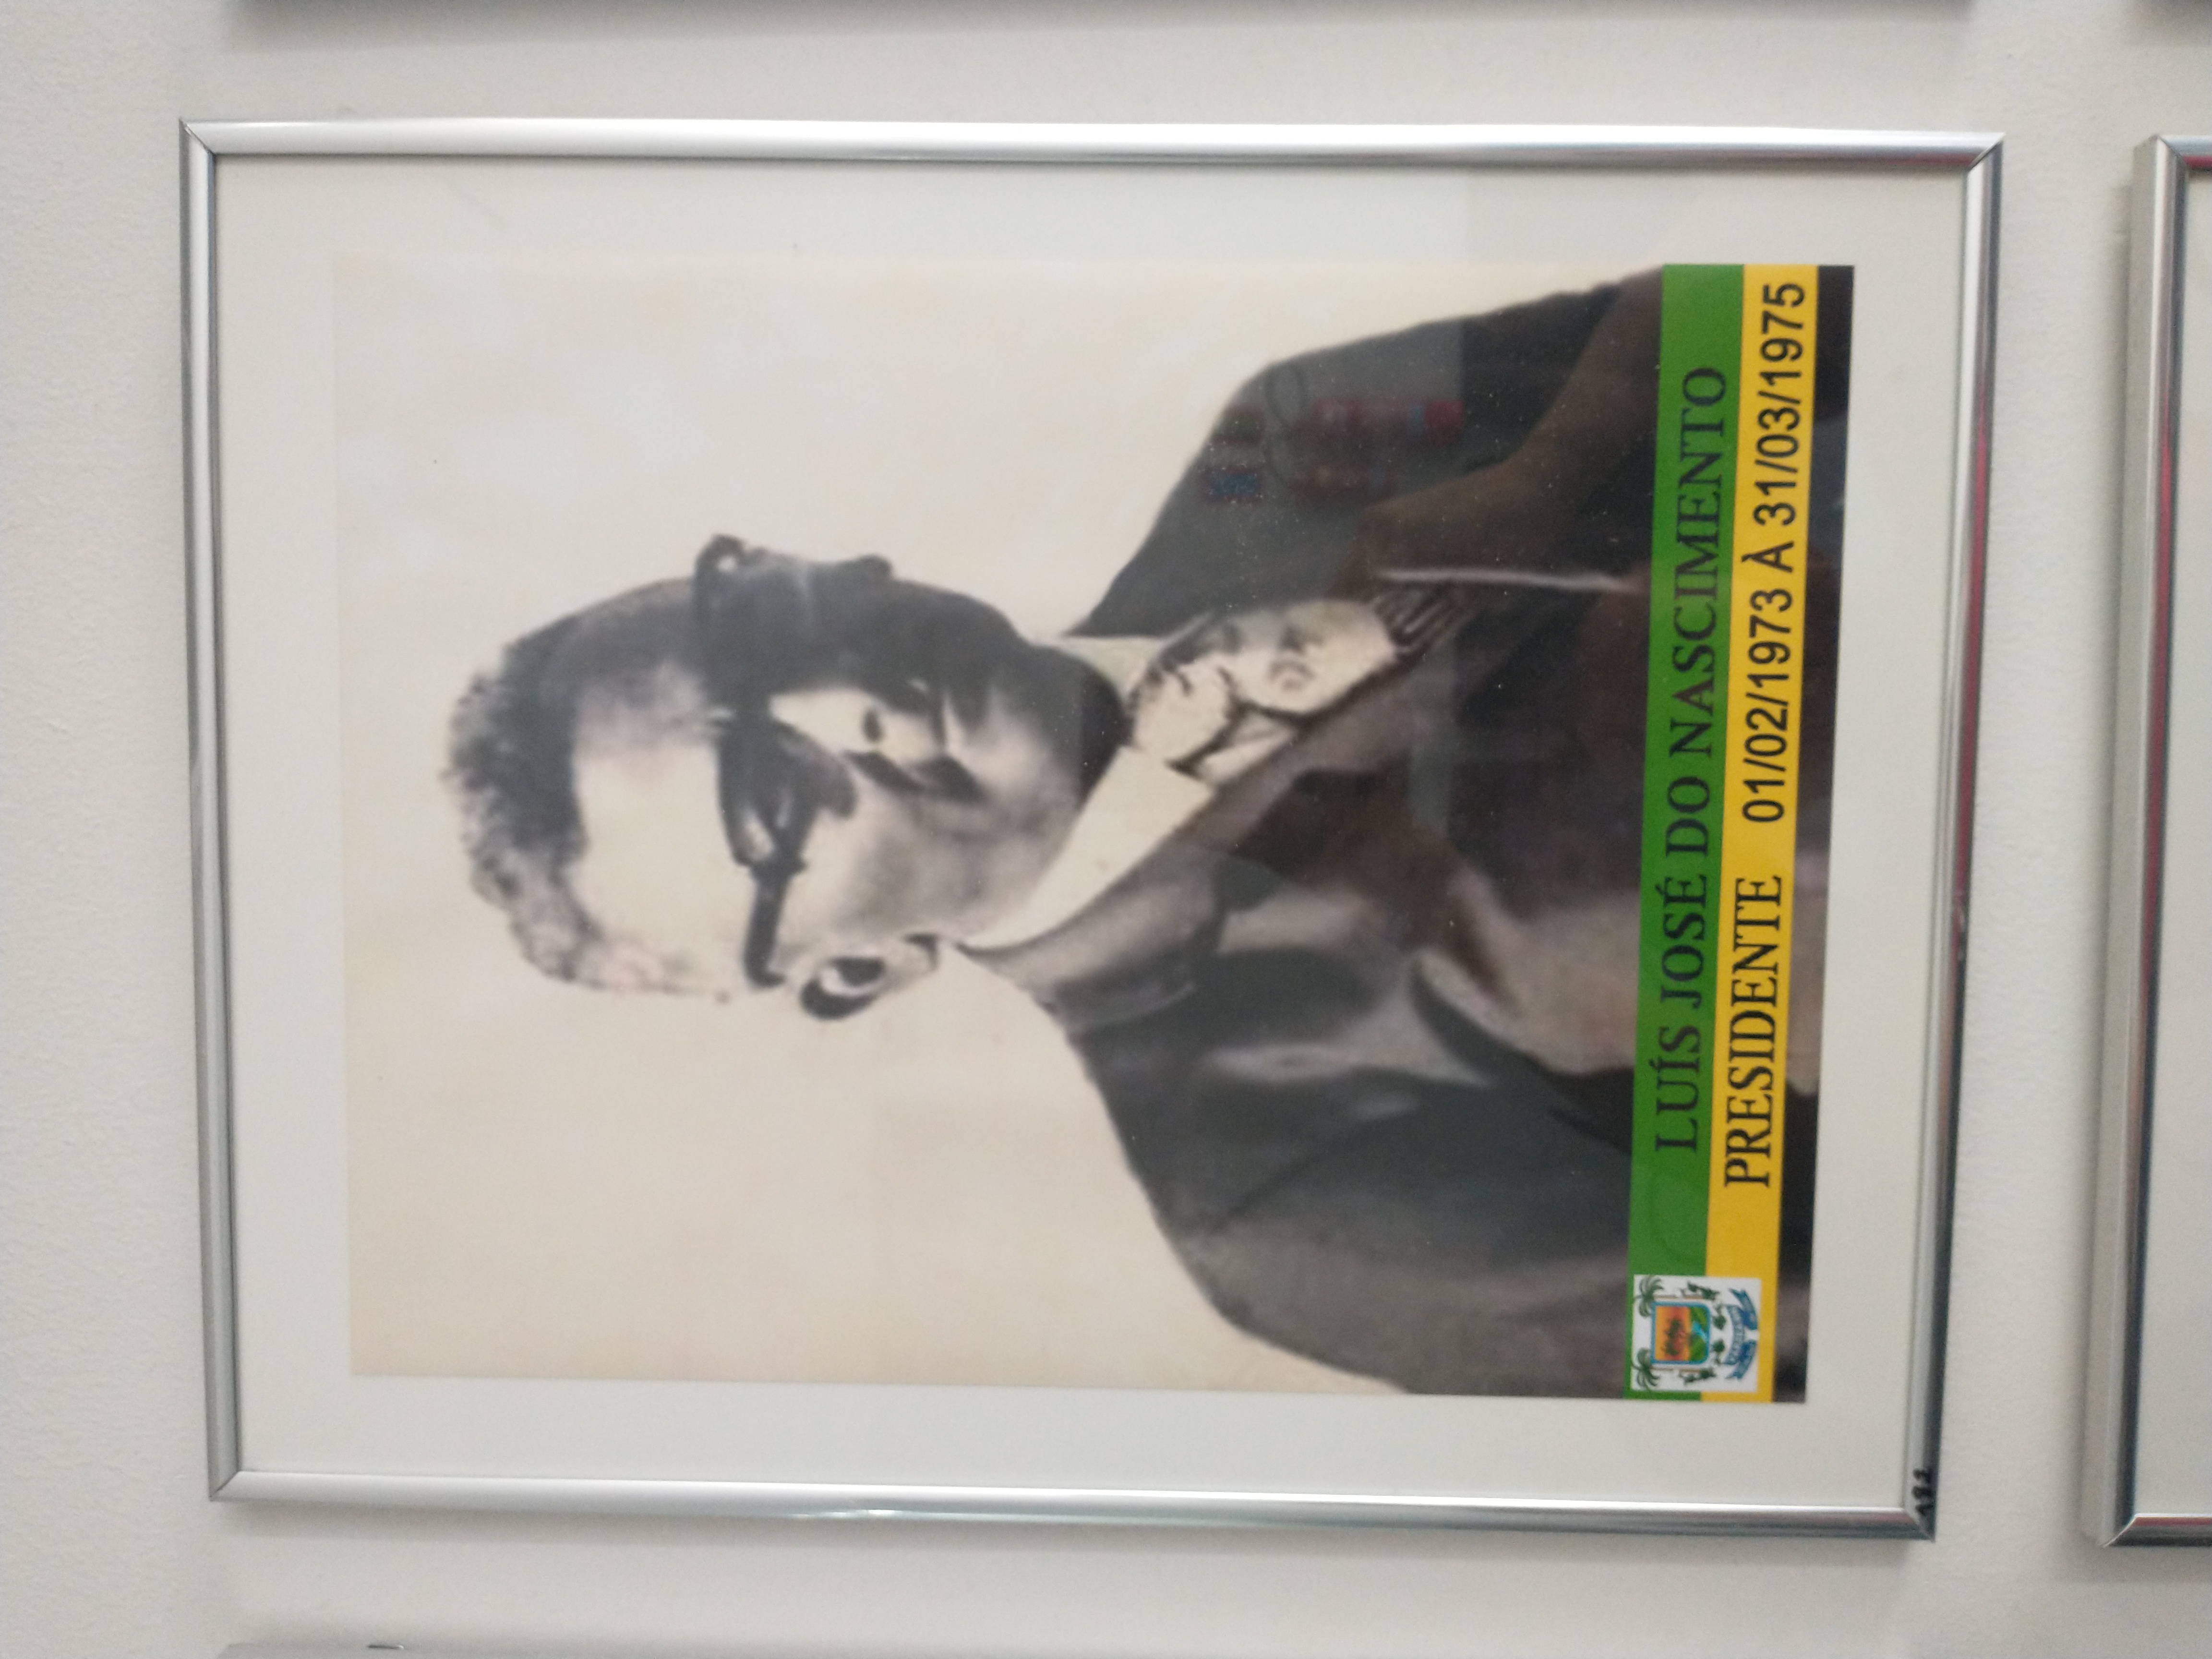 LUÍS JOSÉ DO NASCIMENTO
PRESIDENTE 01/02/1973 À 31/03/1975